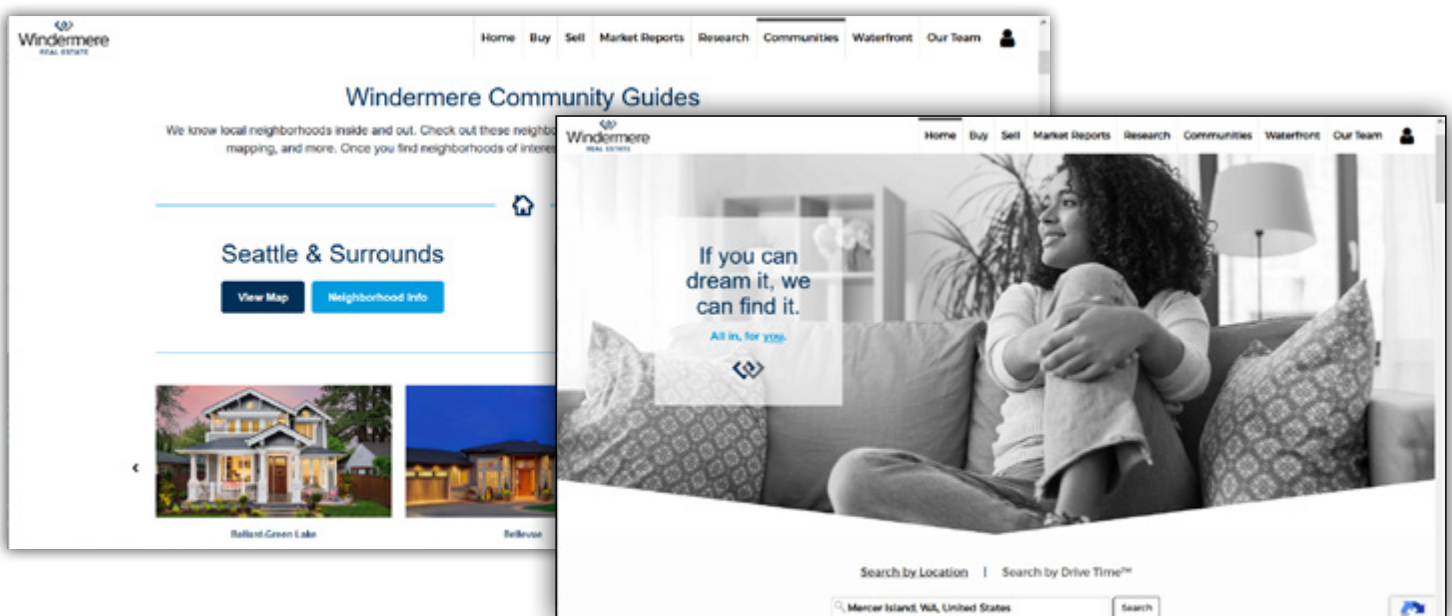 Windermere
REAL ESTATE
Home Buy Sell Market Reports Research Communities Waterfront Our Team
Windermere Community Guides
We know local neighborhoods inside and out. Check out these
mapping, and more. Once you find neighborhoods of
Seattle & Surrounds
View Map Neighborhood Info
Ballard-Green Lake Bellevue
Windermere
REAL ESTATE
Home Buy Sell Market Reports Research Communities Waterfront Our Team
If you can
dream it, we
can find it.
All in, for you.
Search by Location | Search by Drive Time™
Mercer Island, WA, United States Search